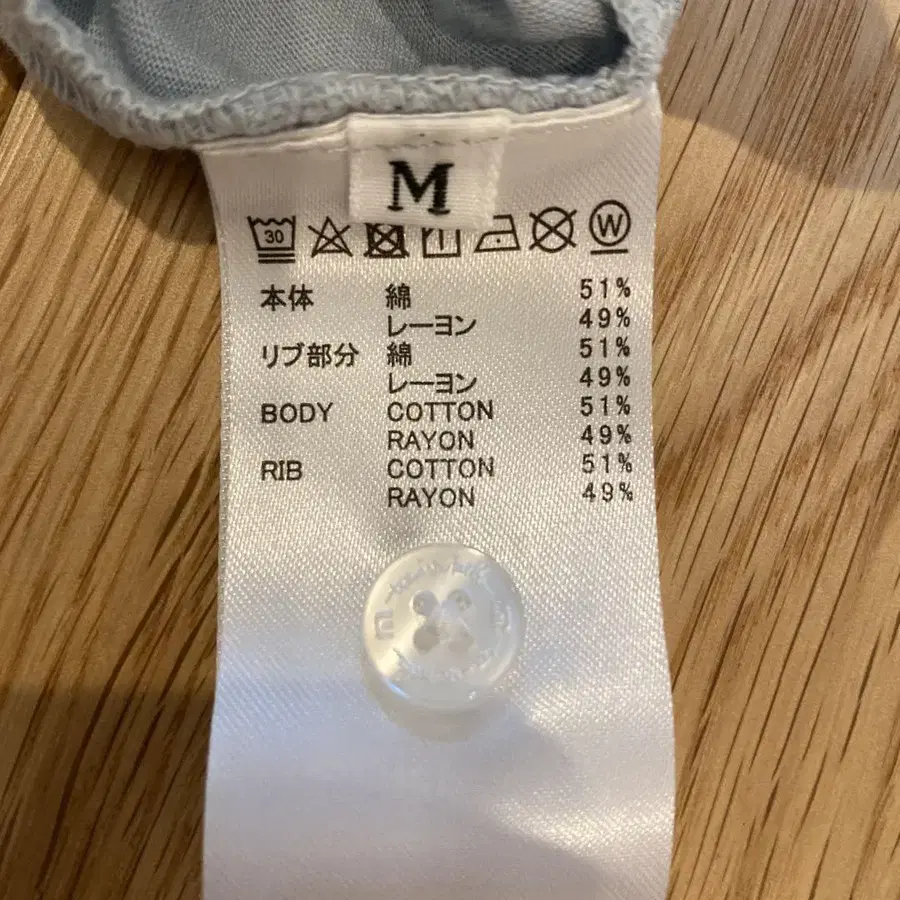 M
30
W
本体 綿 51%
レーヨン 49%
リブ部分 綿 51%
レーヨン 49%
BODY COTTON 51%
RAYON 49%
RIB COTTON 51%
RAYON 49%